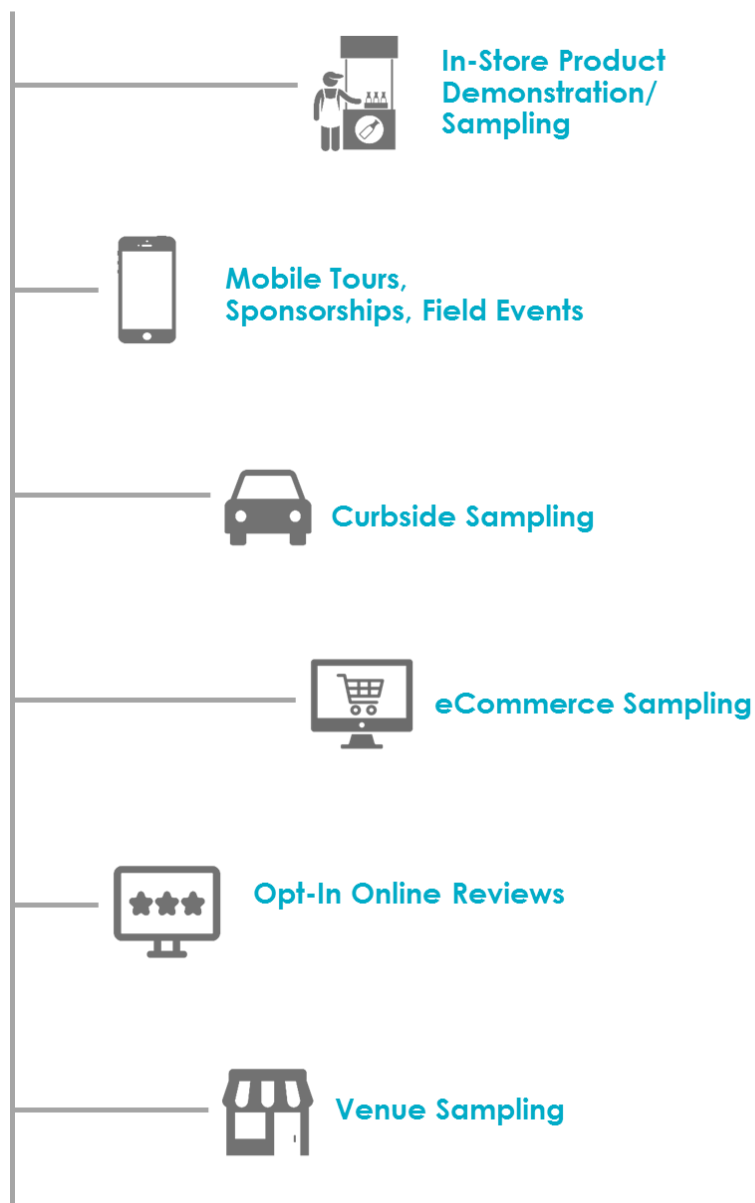 In-Store Product
Demonstration/
Sampling
Mobile Tours,
Sponsorships, Field Events
Curbside Sampling
eCommerce Sampling
Opt-In Online Reviews
Venue Sampling